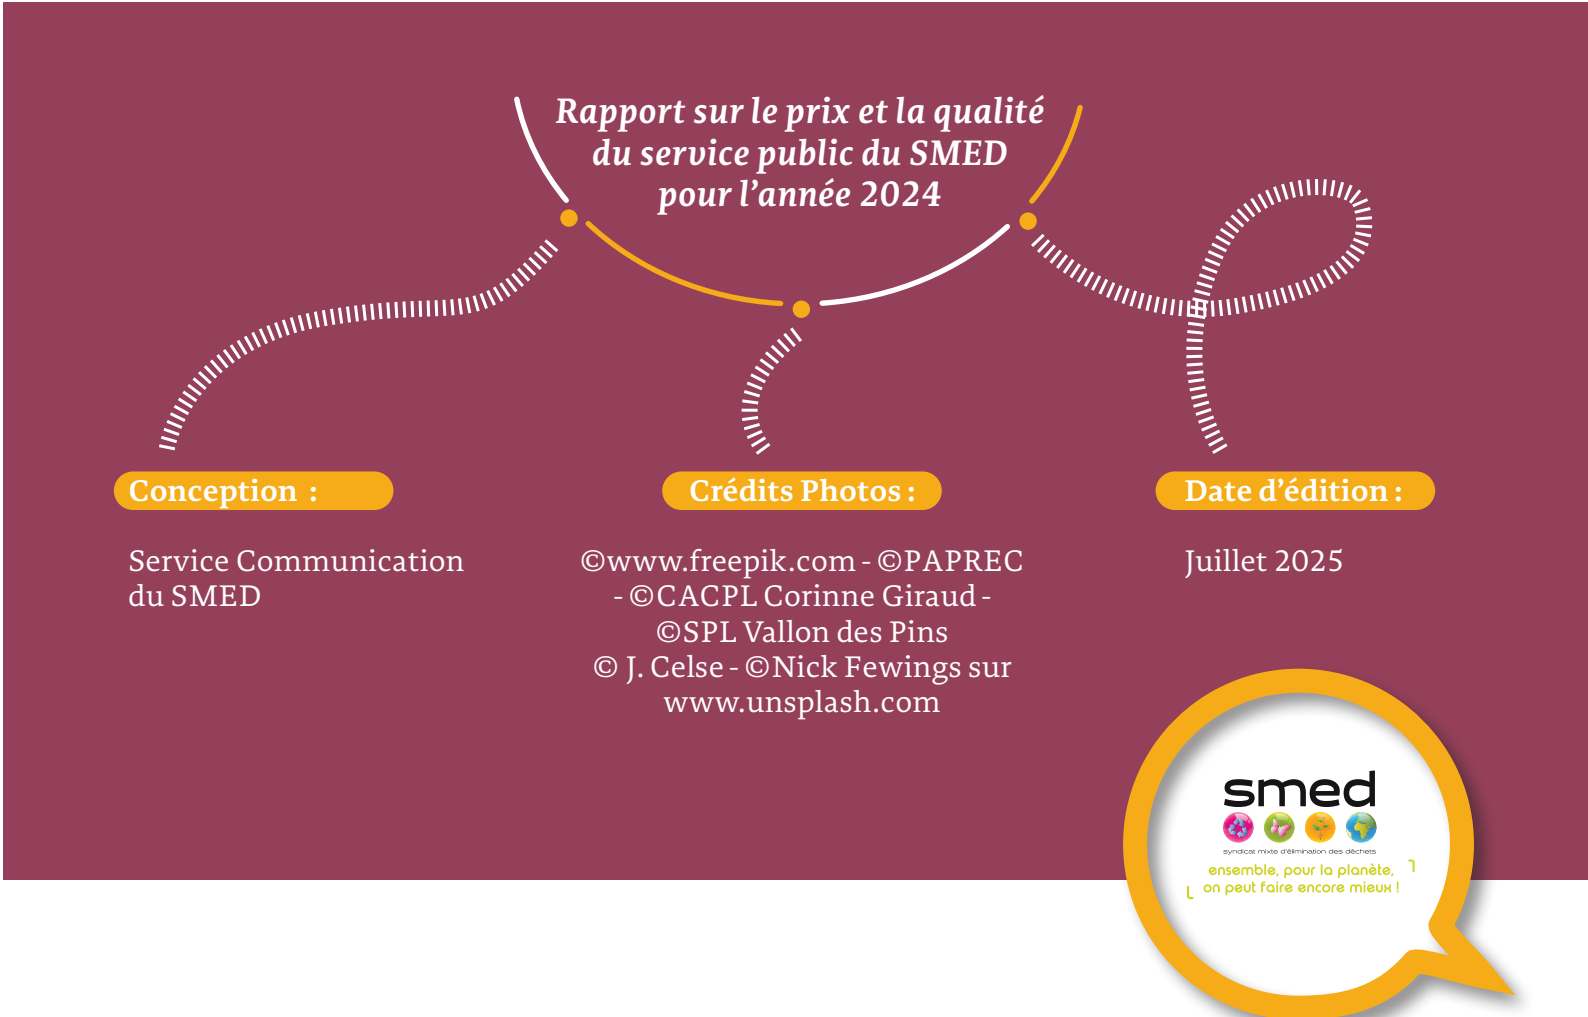 Rapport sur le prix et la qualité
du service public du SMED
pour l’année 2024
Conception :
Service Communication
du SMED
Crédits Photos :
©www.freepik.com - ©PAPREC
- ©CACPL Corinne Giraud -
©SPL Vallon des Pins
© J. Celse - ©Nick Fewings sur
www.unsplash.com
Date d’édition :
Juillet 2025
smed
syndicat mixte d'élimination des déchets
ensemble, pour la planète,
on peut faire encore mieux !